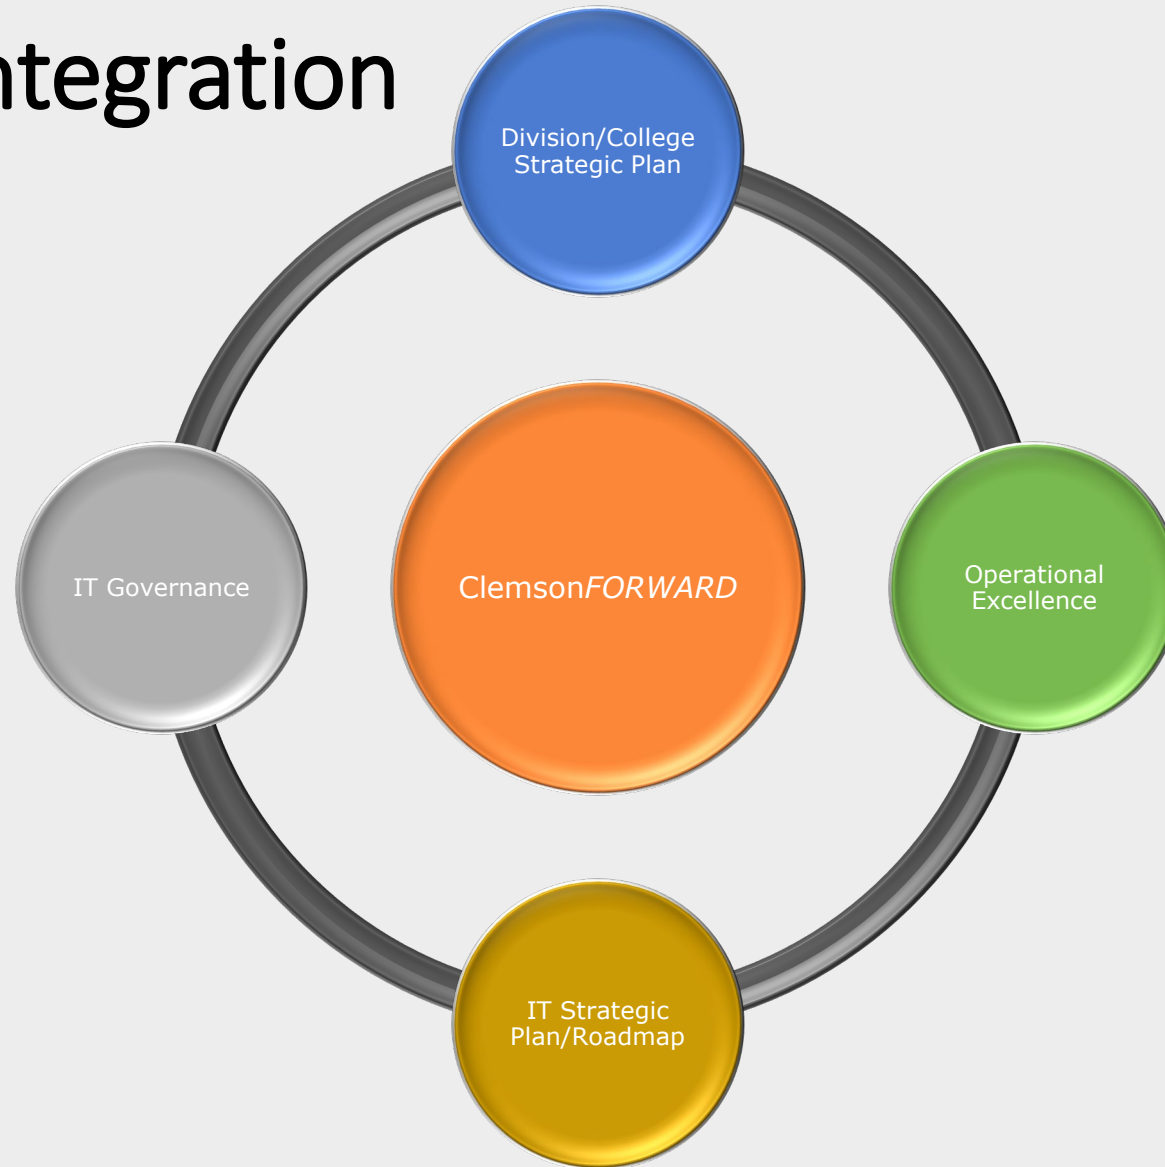 ntegration
Division/College
Strategic Plan
IT Governance
ClemsonFORWARD
Operational
Excellence
IT Strategic
Plan/Roadmap